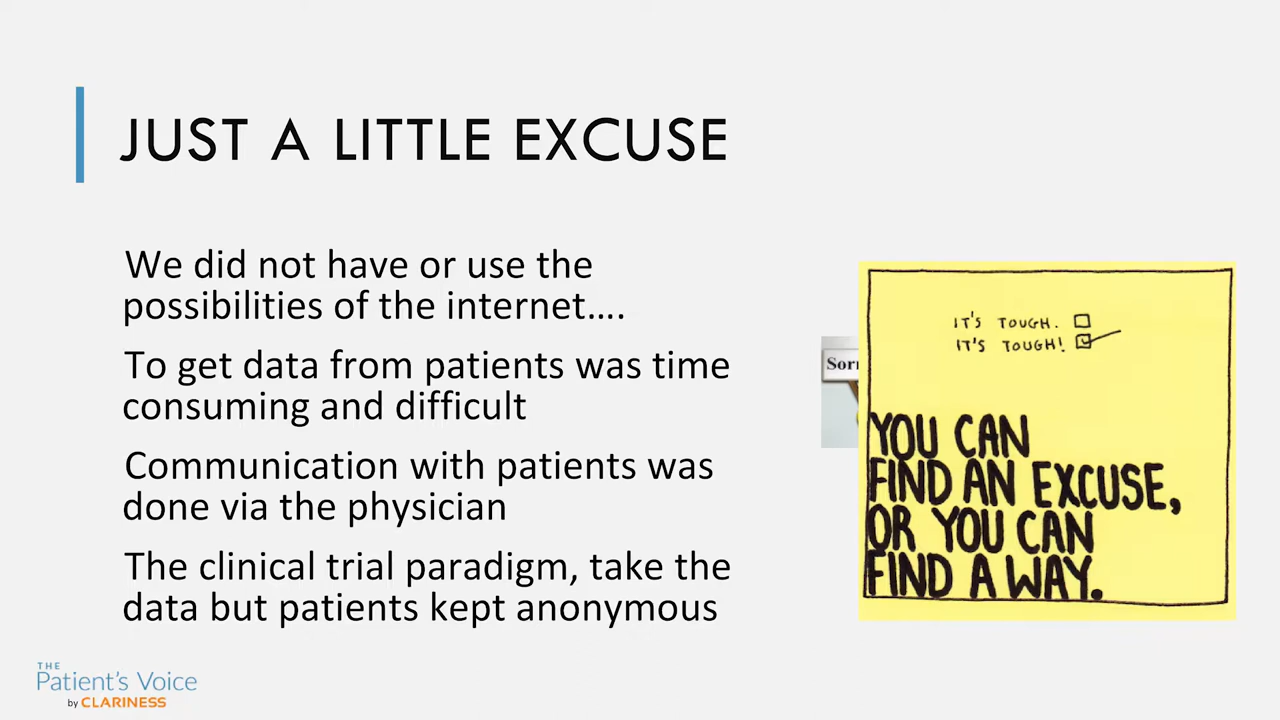 JUST A LITTLE EXCUSE
We did not have or use the
possibilities of the internet....
To get data from patients was time
consuming and difficult
Communication with patients was
done via the physician
The clinical trial paradigm, take the
data but patients kept anonymous
IT'S TOUGH.
IT'S TOUGH!
YOU CAN
FIND AN EXCUSE,
OR YOU CAN
FIND A WAY.
THE
Patient's Voice
by CLARINESS